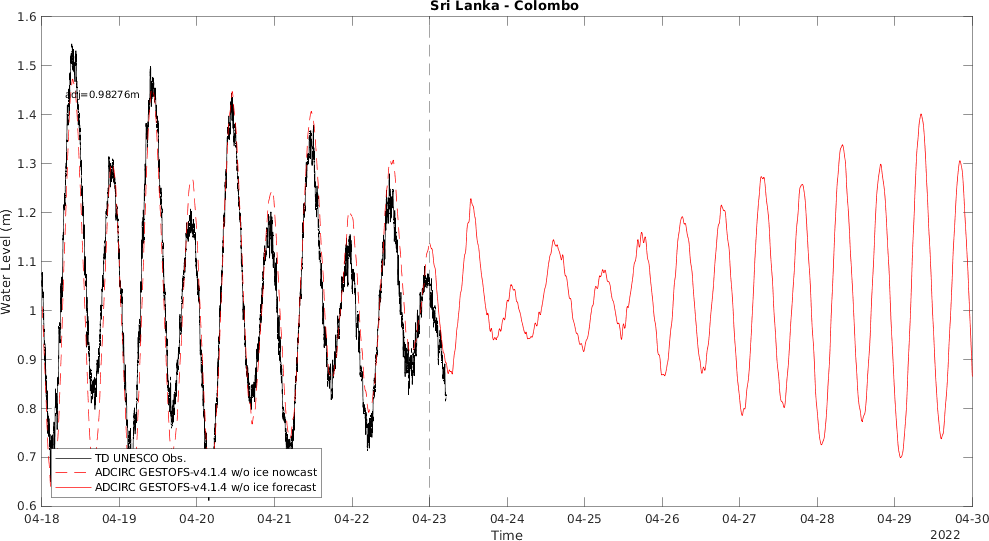 Sri Lanka - Colombo
1.6
1.5
1.4
1.3
1.2
1.1
1
0.9
0.8
0.7
0.6
Water Level (m)
adj=0.98276m
TD UNESCO Obs.
ADCIRC GESTOFS-v4.1.4 w/o ice nowcast
ADCIRC GESTOFS-v4.1.4 w/o ice forecast
04-18 04-19 04-20 04-21 04-22 04-23 04-24 04-25 04-26 04-27 04-28 04-29 04-30
Time
2022